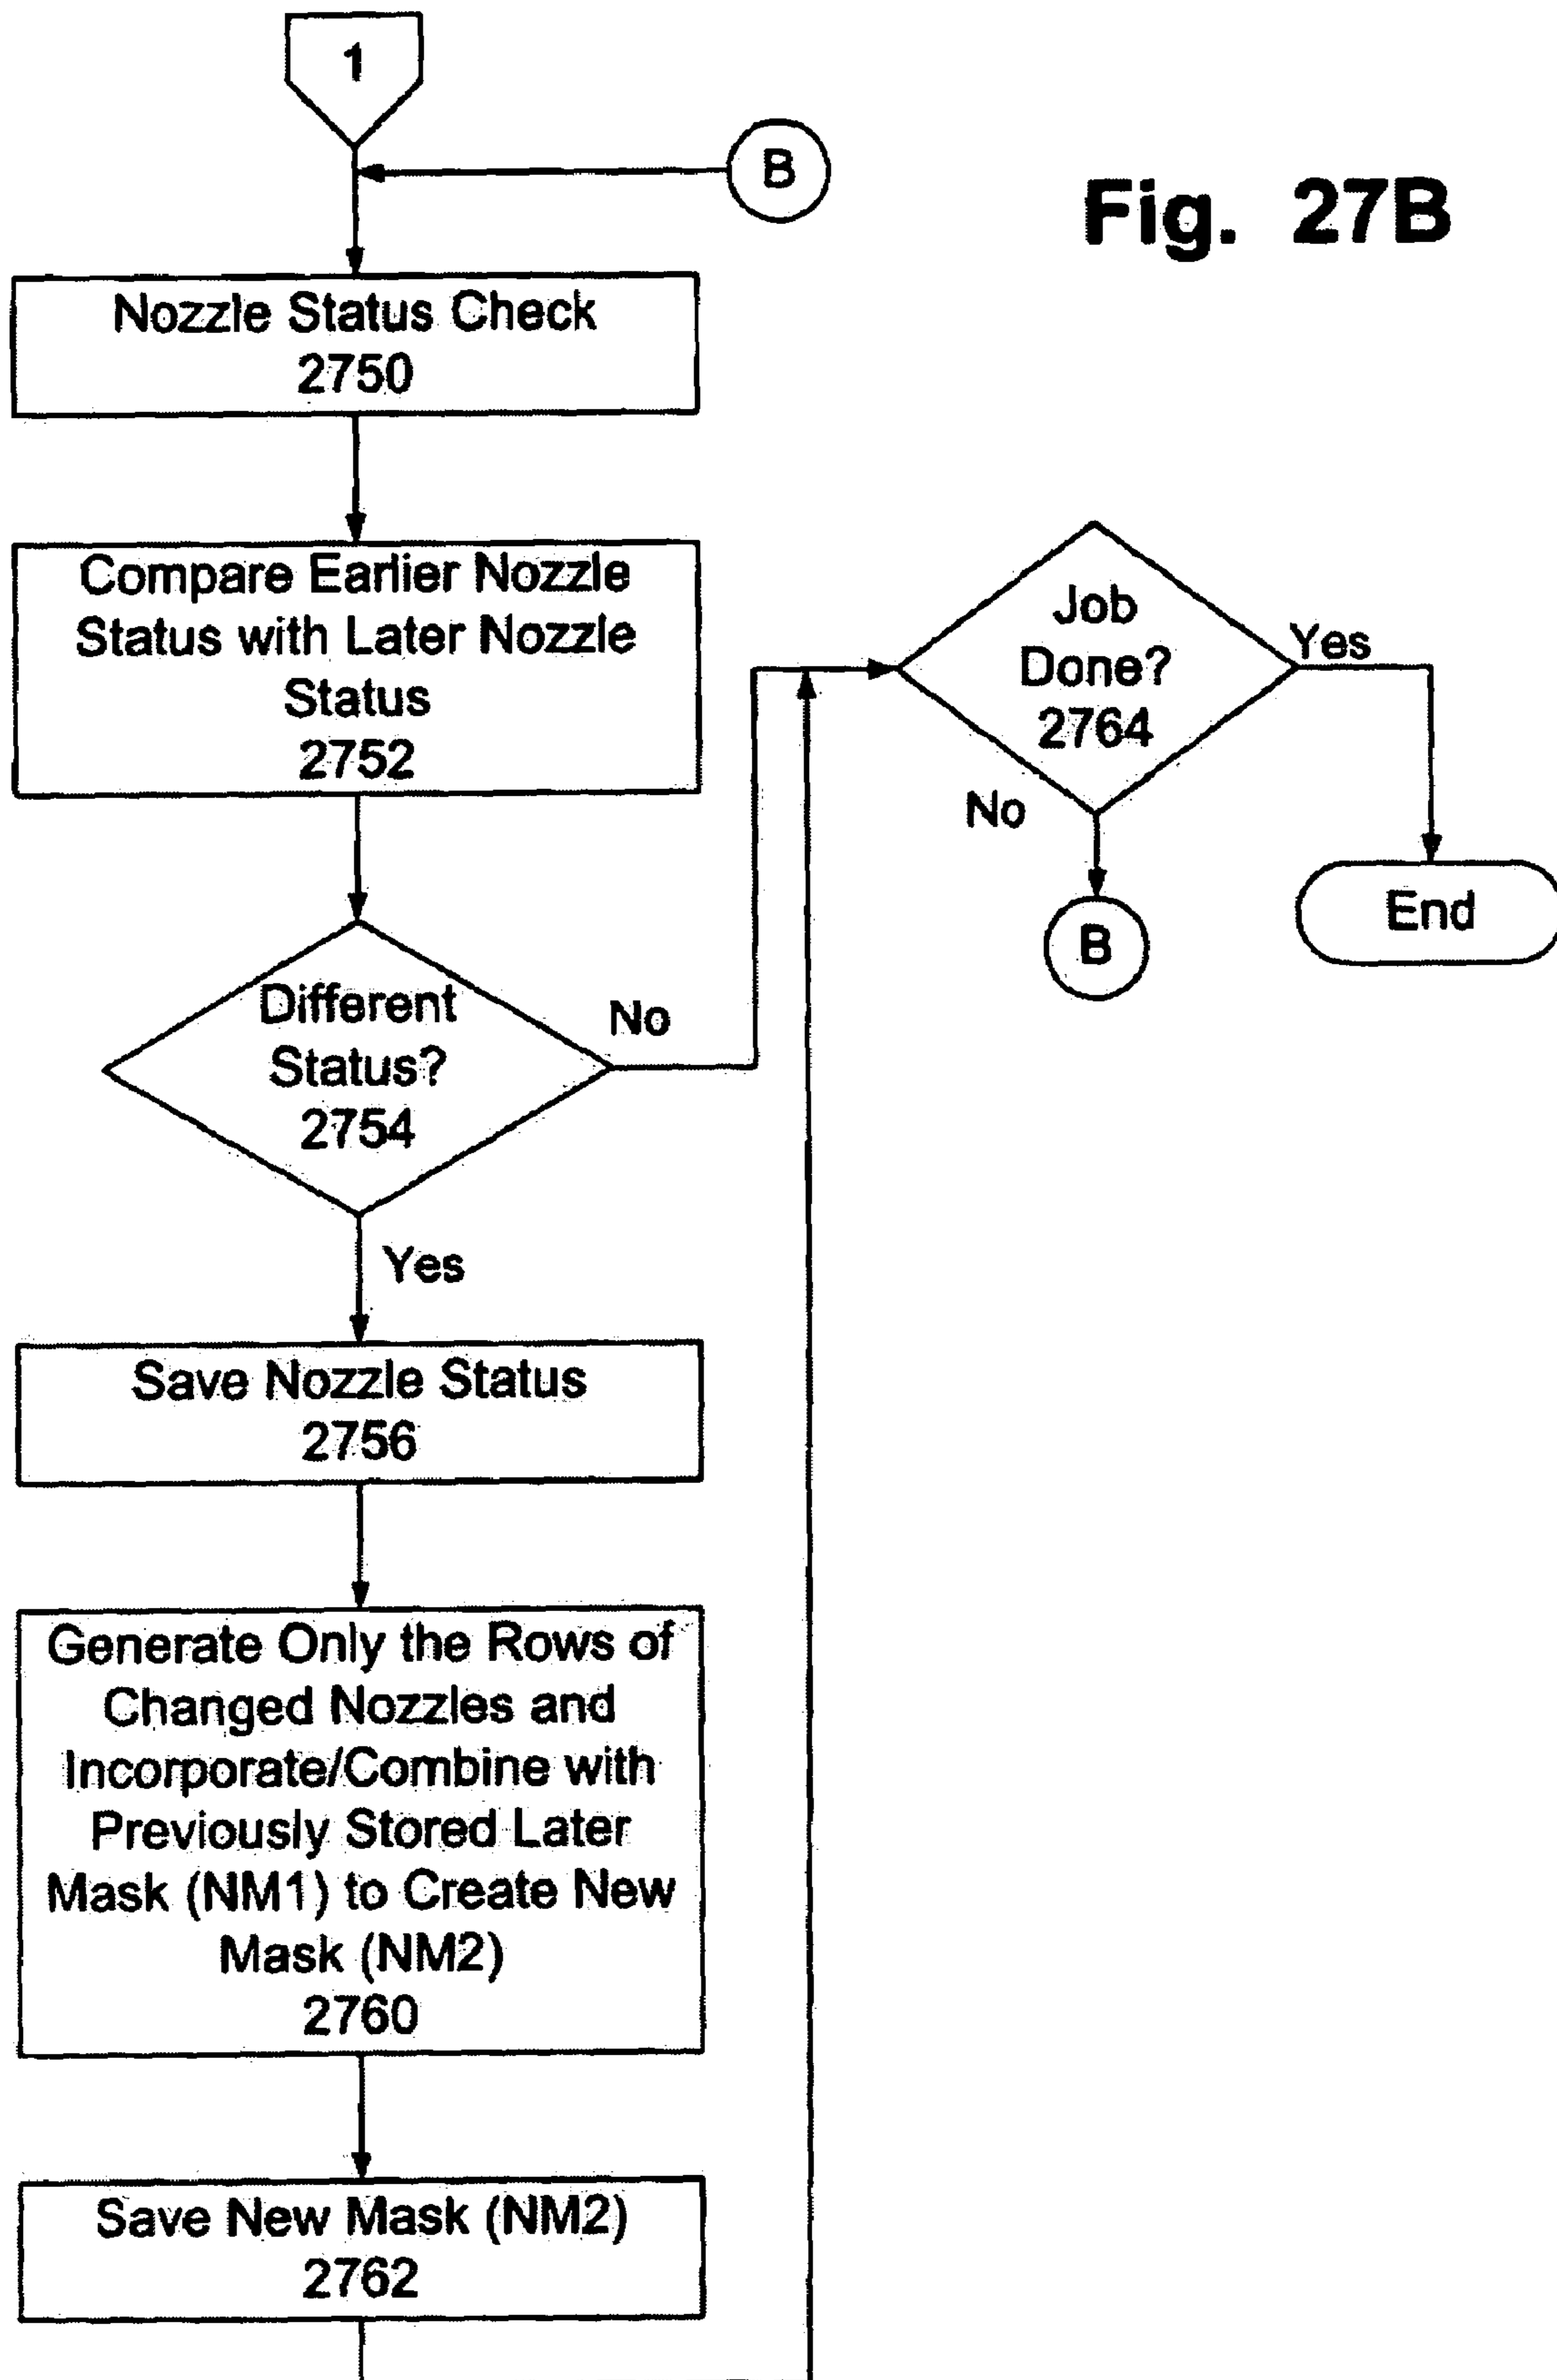 1
B
Fig. 27B
Nozzle Status Check
2750
Compare Earlier Nozzle
Status with Later Nozzle
Status
2752
Different
Status?
2754
No
Yes
Save Nozzle Status
2756
Generate Only the Rows of
Changed Nozzles and
Incorporate/Combine with
Previously Stored Later
Mask (NM1) to Create New
Mask (NM2)
2760
Save New Mask (NM2)
2762
Job
Done?
2764
Yes
No
B
End